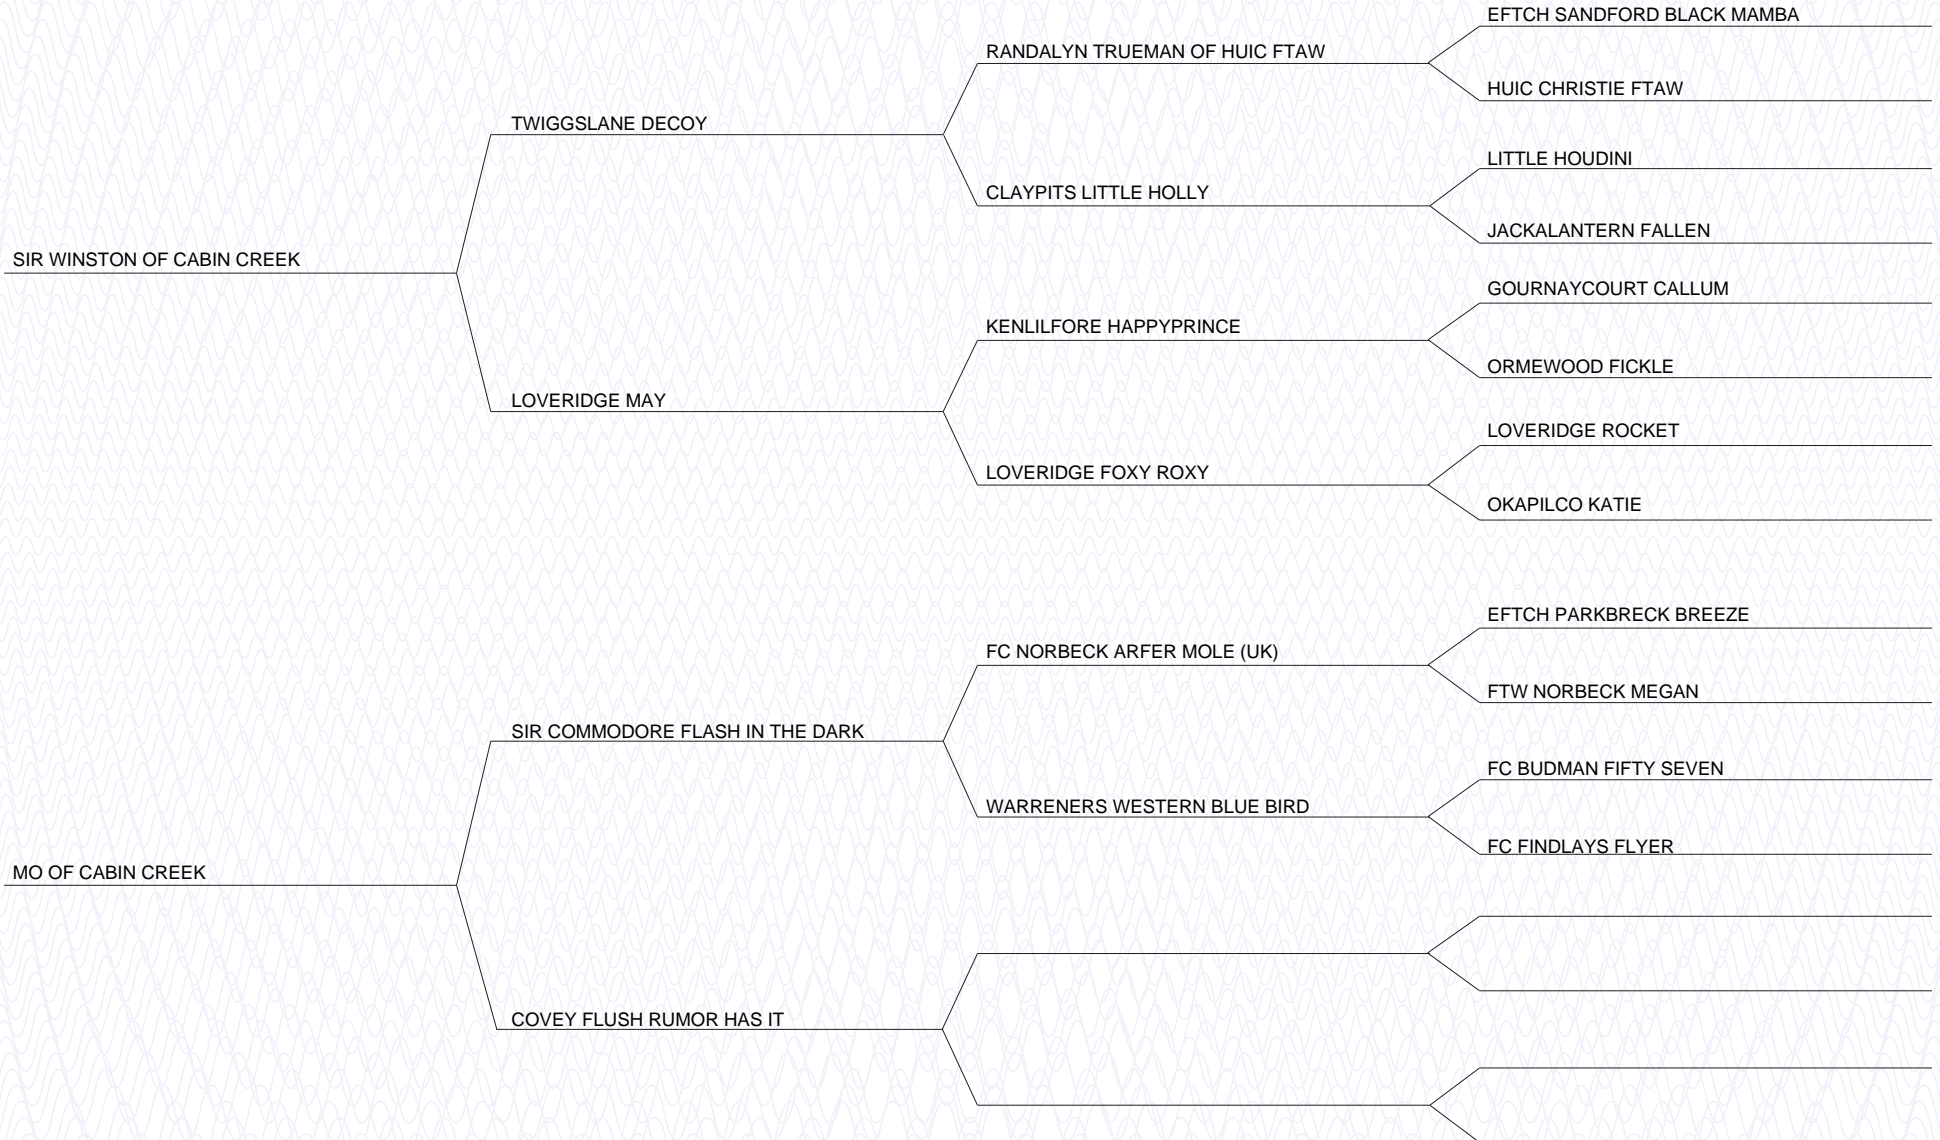 EFTCH SANDFORD BLACK MAMBA
RANDALYN TRUEMAN OF HUIC FTAW
HUIC CHRISTIE FTAW
TWIGGSLANE DECOY
LITTLE HOUDINI
CLAYPITS LITTLE HOLLY
JACKALANTERN FALLEN
SIR WINSTON OF CABIN CREEK
GOURNAYCOURT CALLUM
KENLILFORE HAPPYPRINCE
ORMEWOOD FICKLE
LOVERIDGE MAY
LOVERIDGE ROCKET
LOVERIDGE FOXY ROXY
OKAPILCO KATIE
EFTCH PARKBRECK BREEZE
FC NORBECK ARFER MOLE (UK)
FTW NORBECK MEGAN
SIR COMMODORE FLASH IN THE DARK
FC BUDMAN FIFTY SEVEN
WARRENERS WESTERN BLUE BIRD
FC FINDLAYS FLYER
MO OF CABIN CREEK
COVEY FLUSH RUMOR HAS IT